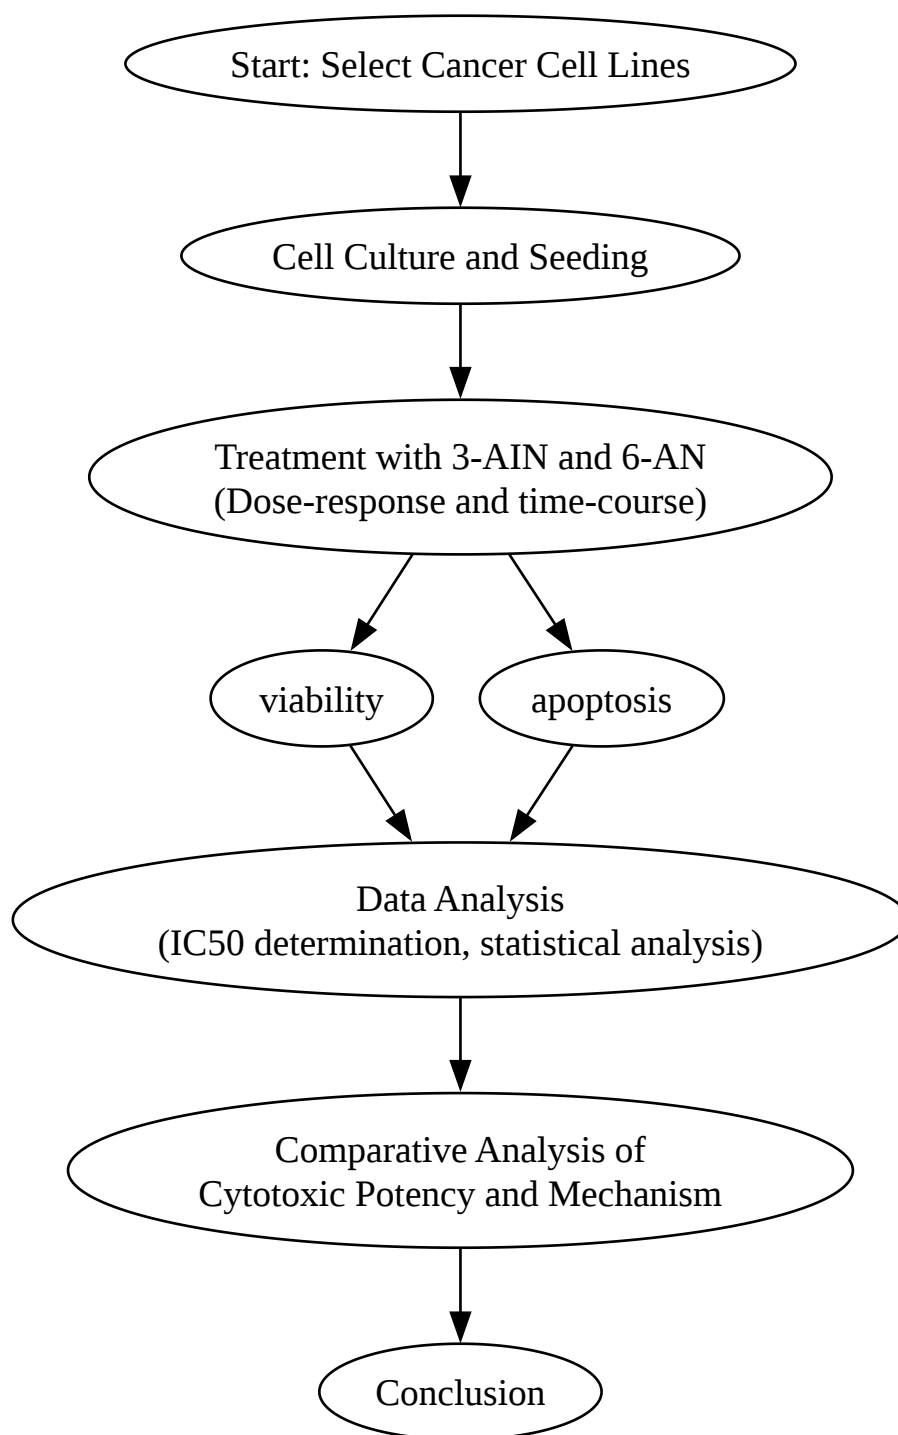 Start: Select Cancer Cell Lines
Cell Culture and Seeding
Treatment with 3-AIN and 6-AN
(Dose-response and time-course)
viability
apoptosis
Data Analysis
(IC50 determination, statistical analysis)
Comparative Analysis of
Cytotoxic Potency and Mechanism
Conclusion